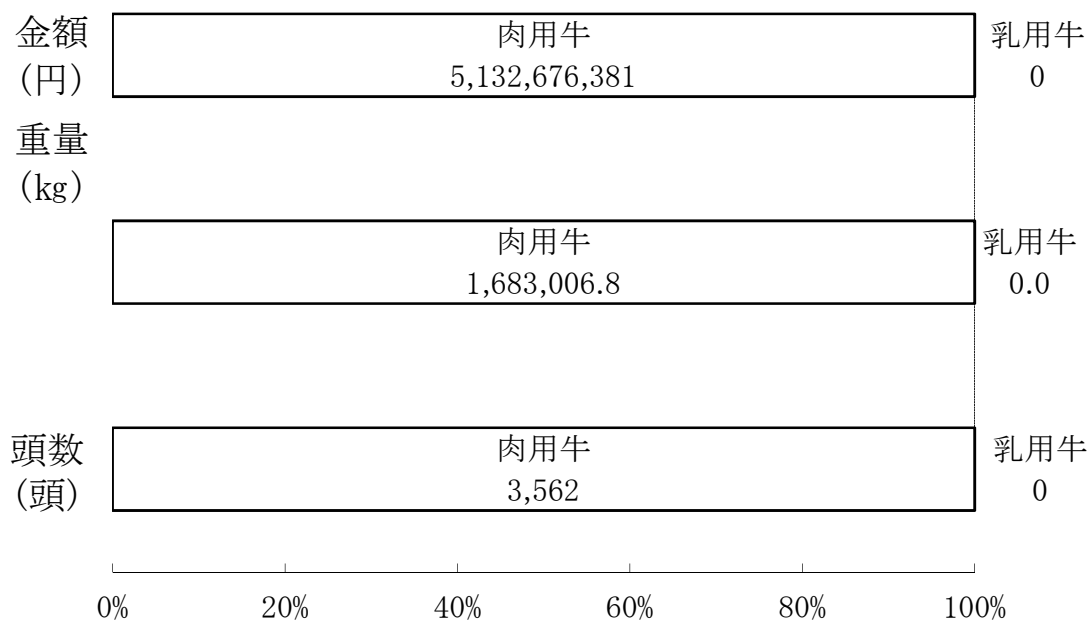 金額
(円)
肉用牛
5,132,676,381
乳用牛
0
重量
(kg)
肉用牛
1,683,006.8
乳用牛
0.0
頭数
(頭)
肉用牛
3,562
乳用牛
0
0% 20% 40% 60% 80% 100%